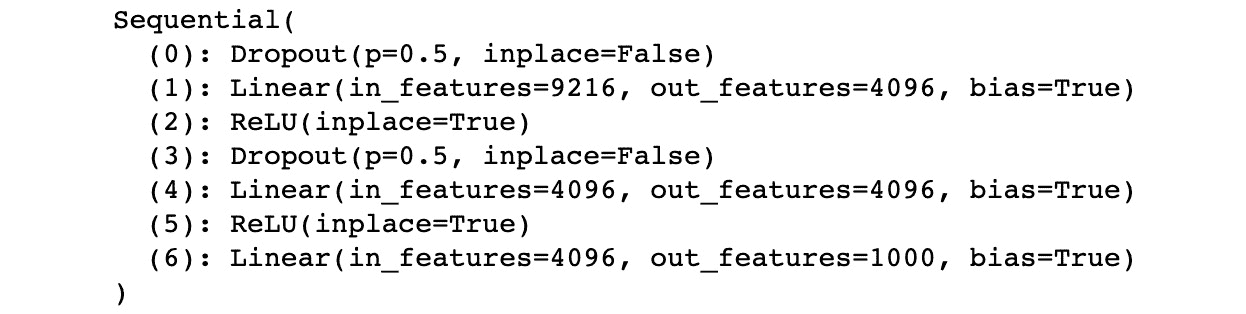 Sequential(
  (0): Dropout(p=0.5, inplace=False)
  (1): Linear(in_features=9216, out_features=4096, bias=True)
  (2): ReLU(inplace=True)
  (3): Dropout(p=0.5, inplace=False)
  (4): Linear(in_features=4096, out_features=4096, bias=True)
  (5): ReLU(inplace=True)
  (6): Linear(in_features=4096, out_features=1000, bias=True)
)